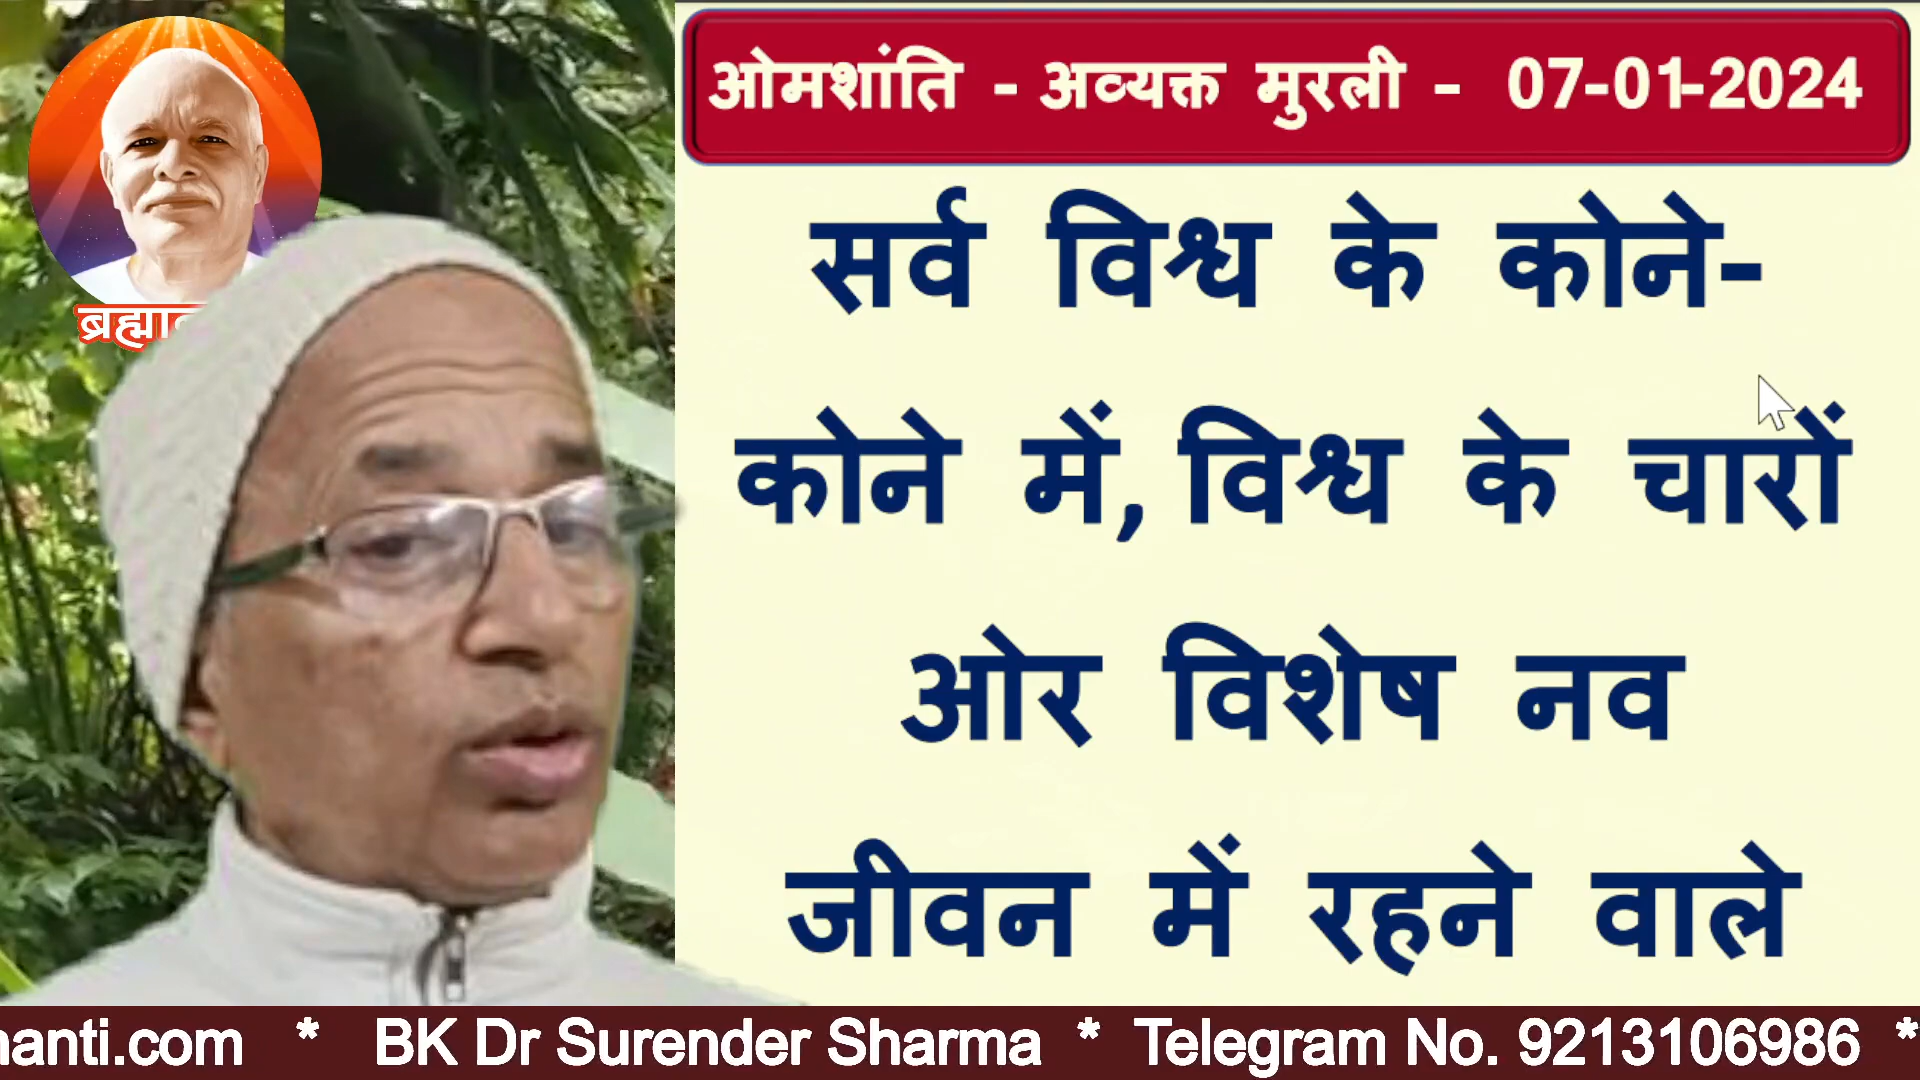 ओमशांति - अव्यक्त मुरली - 07-01-2024
सर्व विश्व के कोने-
कोने में, विश्व के चारों
ओर विशेष नव
जीवन में रहने वाले
hanti.com * BK Dr Surender Sharma * Telegram No. 9213106986 *